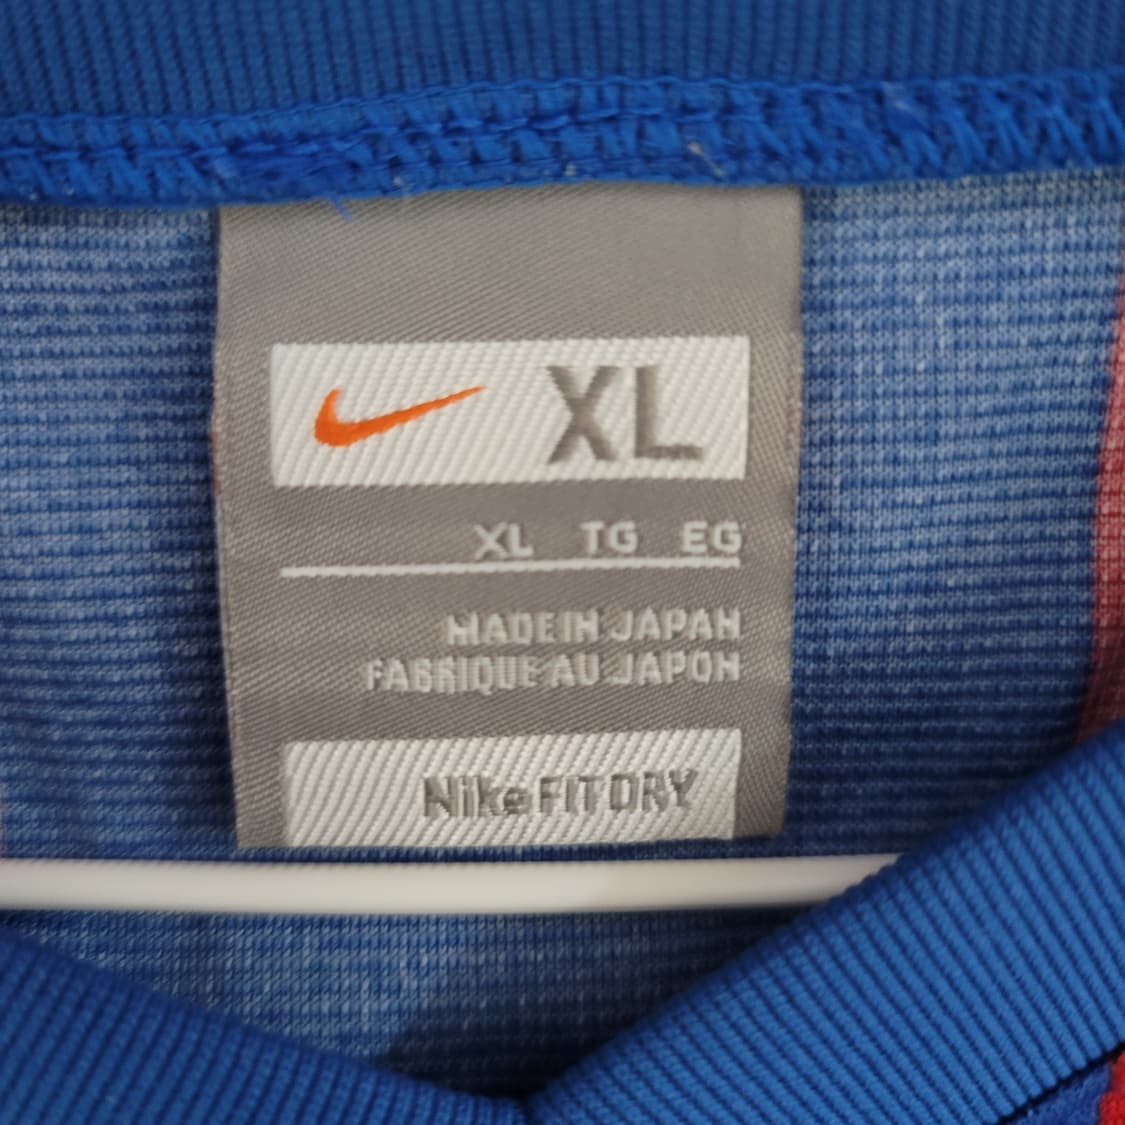 XL
XL TG EG
MADE IN JAPAN
FABRIQUE AU JAPON
Nike FIT DRY